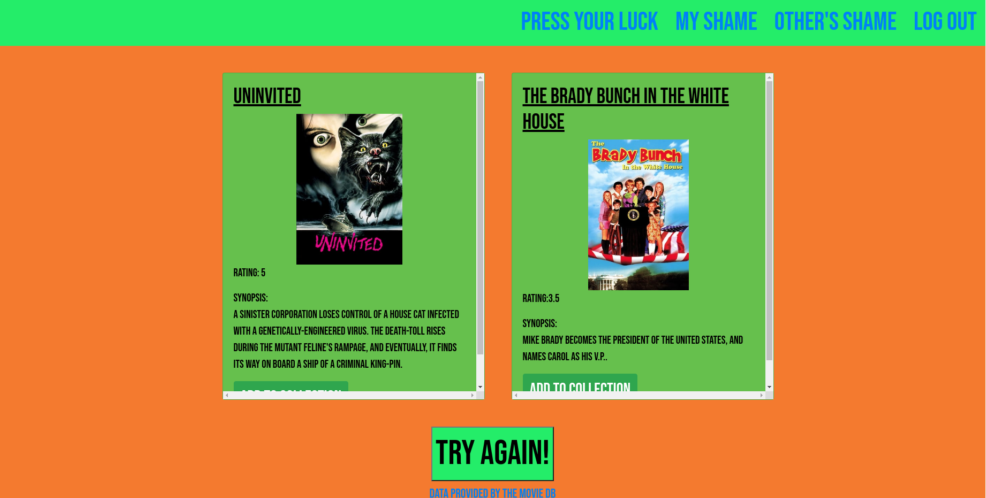 PRESS YOUR LUCK MY SHAME OTHER'S SHAME LOG OUT
UNINVITED
UNINVITED
RATING: 5
SYNOPSIS:
A SINISTER CORPORATION LOSES CONTROL OF A HOUSE CAT INFECTED
WITH A GENETICALLY-ENGINEERED VIRUS. THE DEATH-TOLL RISES
DURING THE MUTANT FELINE'S RAMPAGE, AND EVENTUALLY, IT FINDS
ITS WAY ON BOARD A SHIP OF A CRIMINAL KING-PIN.
ADD TO COLLECTION
THE BRADY BUNCH IN THE WHITE
HOUSE
The
BRADY BUNCH
in the White House
RATING:3.5
SYNOPSIS:
MIKE BRADY BECOMES THE PRESIDENT OF THE UNITED STATES, AND
NAMES CAROL AS HIS V.P..
ADD TO COLLECTION
TRY AGAIN!
DATA PROVIDED BY THE MOVIE DB